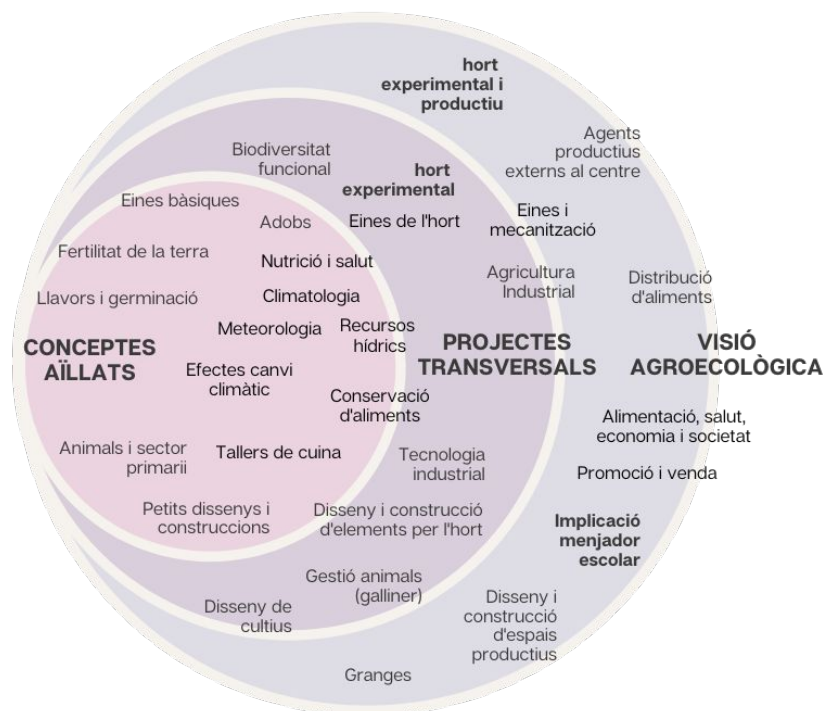 hort
experimental i
productiu
Agents
productius
externs al centre
Biodiversitat
funcional
hort
experimental
Eines bàsiques
Adobs
Eines de l'hort
Eines i
mecanització
Fertilitat de la terra
Nutrició i salut
Agricultura
Industrial
Distribució
d'aliments
Llavors i germinació
Climatologia
Meteorologia
Recursos
hídrics
CONCEPTES
AÏLLATS
PROJECTES
TRANSVERSALS
VISIÓ
AGROECOLÒGICA
Efectes canvi
climàtic
Conservació
d'aliments
Alimentació, salut,
economia i societat
Animals i sector
primarii
Tallers de cuina
Tecnologia
industrial
Promoció i venda
Petits dissenys i
construccions
Disseny i construcció
d'elements per l'hort
Implicació
menjador
escolar
Gestió animals
(galliner)
Disseny de
cultius
Disseny i
construcció
d'espais
productius
Granges